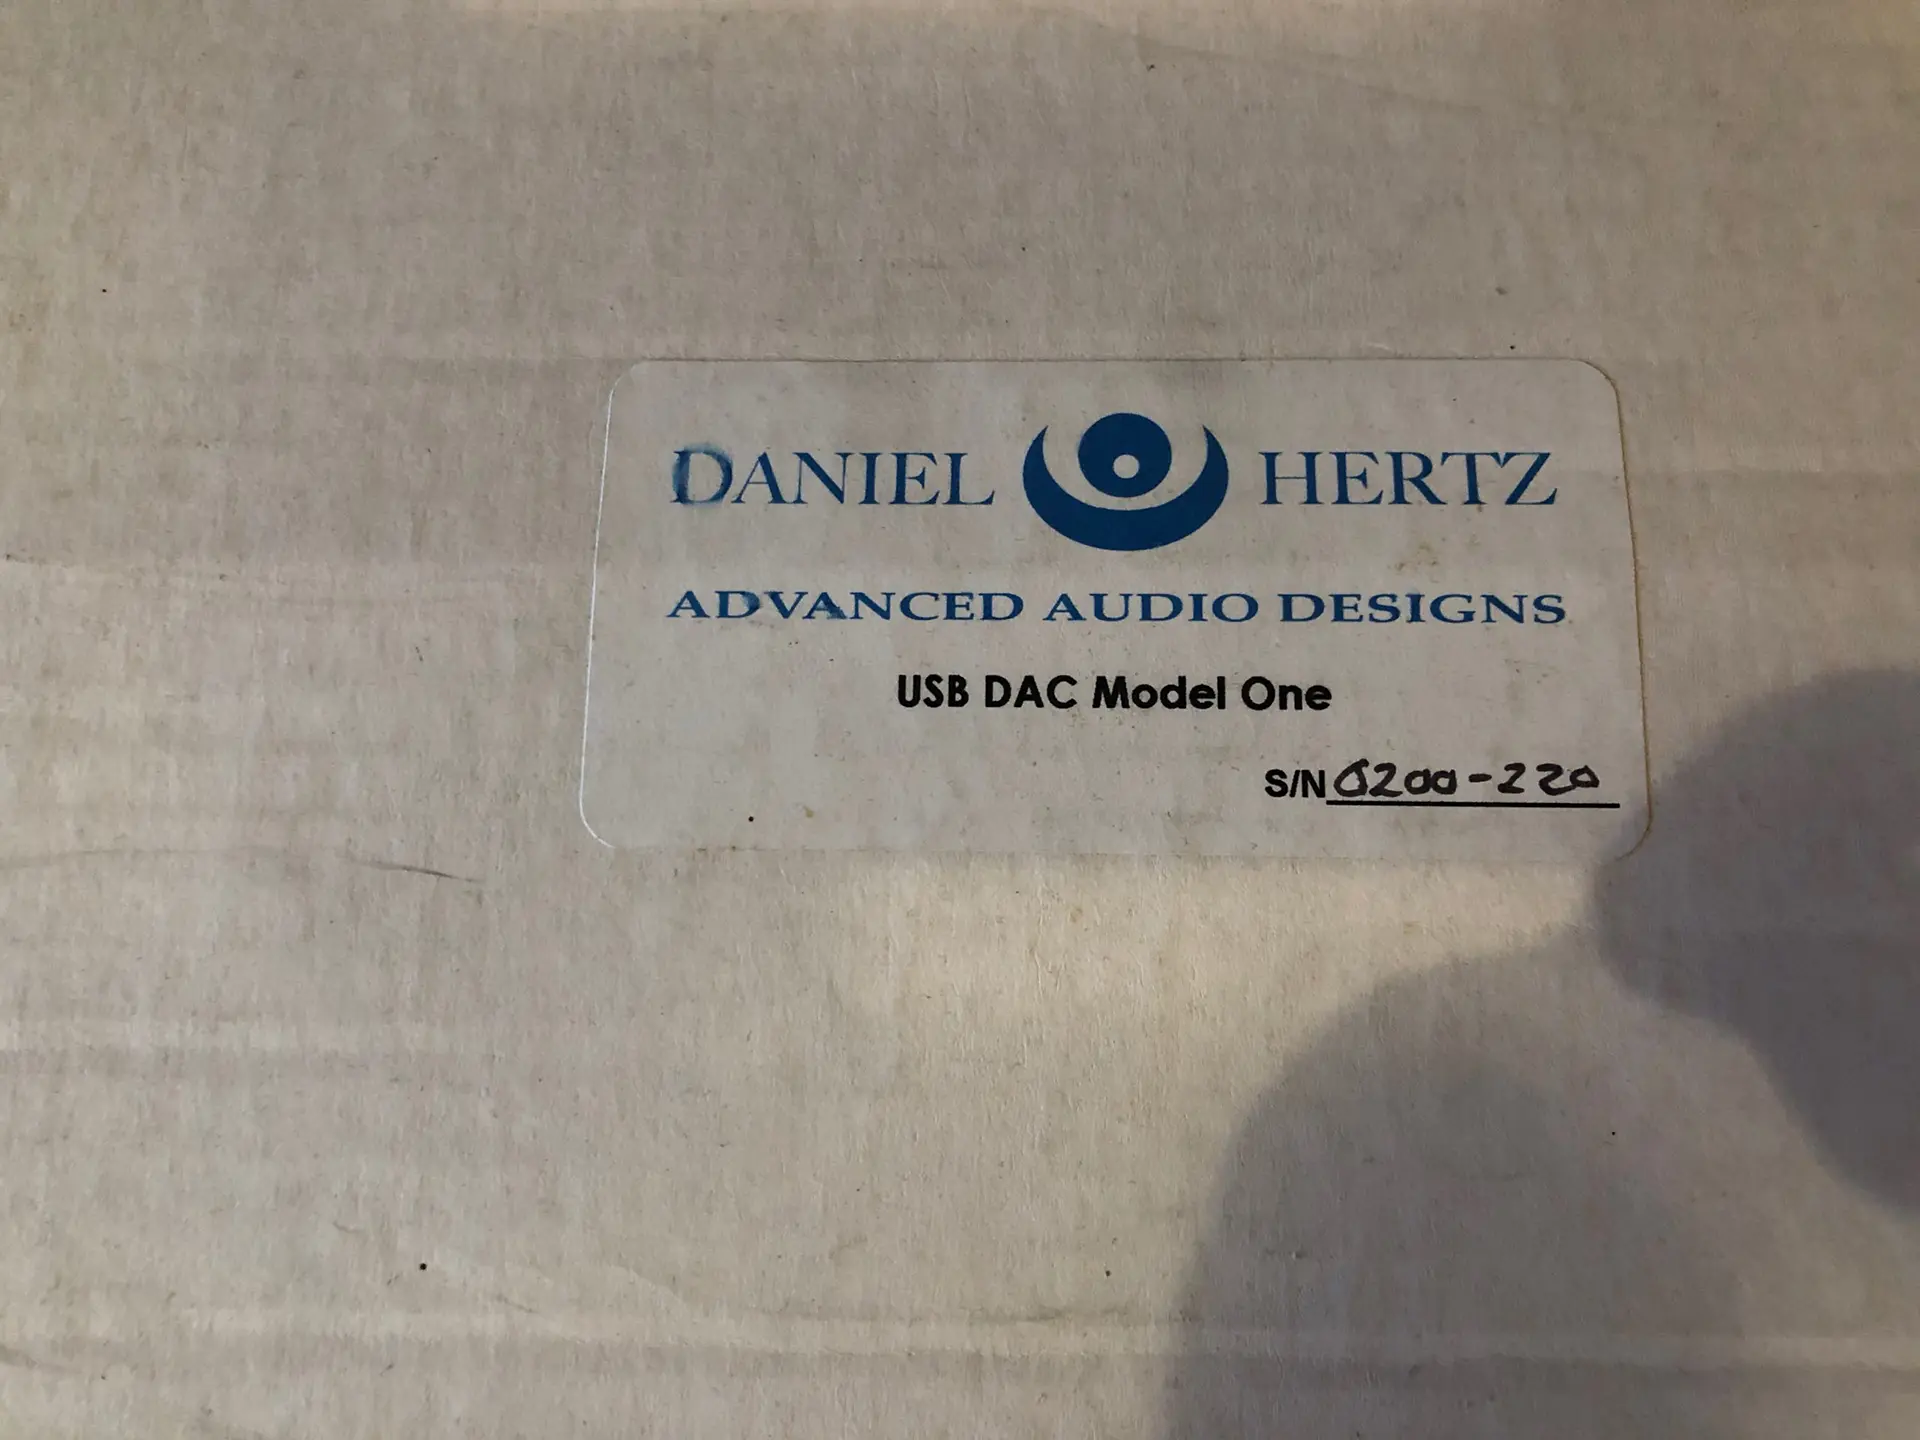 DANIEL HERTZ
ADVANCED AUDIO DESIGNS
USB DAC Model One
S/N 0200-220